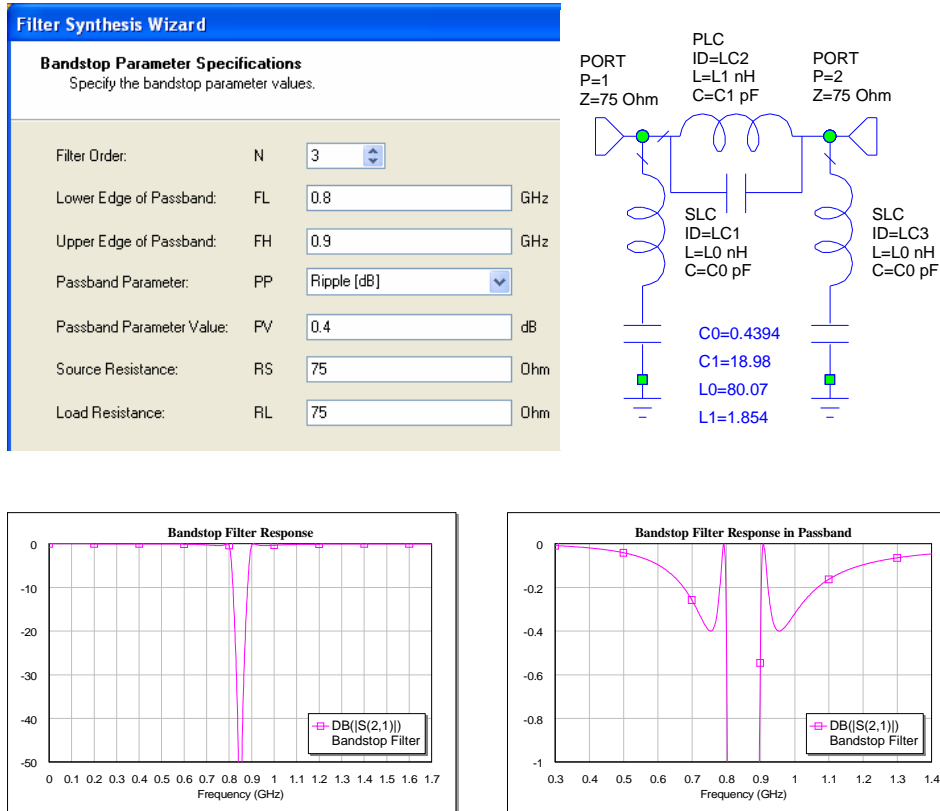 Filter Synthesis Wizard
Bandstop Parameter Specifications
Specify the bandstop parameter values.
Filter Order: N 3
Lower Edge of Passband: FL 0.8 GHz
Upper Edge of Passband: FH 0.9 GHz
Passband Parameter: PP Ripple [dB]
Passband Parameter Value: PV 0.4 dB
Source Resistance: RS 75 Ohm
Load Resistance: RL 75 Ohm
PORT
P=1
Z=75 Ohm
PLC
ID=LC2
L=L1 nH
C=C1 pF
PORT
P=2
Z=75 Ohm
SLC
ID=LC1
L=L0 nH
C=C0 pF
SLC
ID=LC3
L=L0 nH
C=C0 pF
C0=0.4394
C1=18.98
L0=80.07
L1=1.854
Bandstop Filter Response
0
-10
-20
-30
-40
-50
DB(|S(2,1)|)
Bandstop Filter
0 0.1 0.2 0.3 0.4 0.5 0.6 0.7 0.8 0.9 1 1.1 1.2 1.3 1.4 1.5 1.6 1.7
Frequency (GHz)
Bandstop Filter Response in Passband
0
-0.2
-0.4
-0.6
-0.8
-1
DB(|S(2,1)|)
Bandstop Filter
0.3 0.4 0.5 0.6 0.7 0.8 0.9 1 1.1 1.2 1.3 1.4
Frequency (GHz)